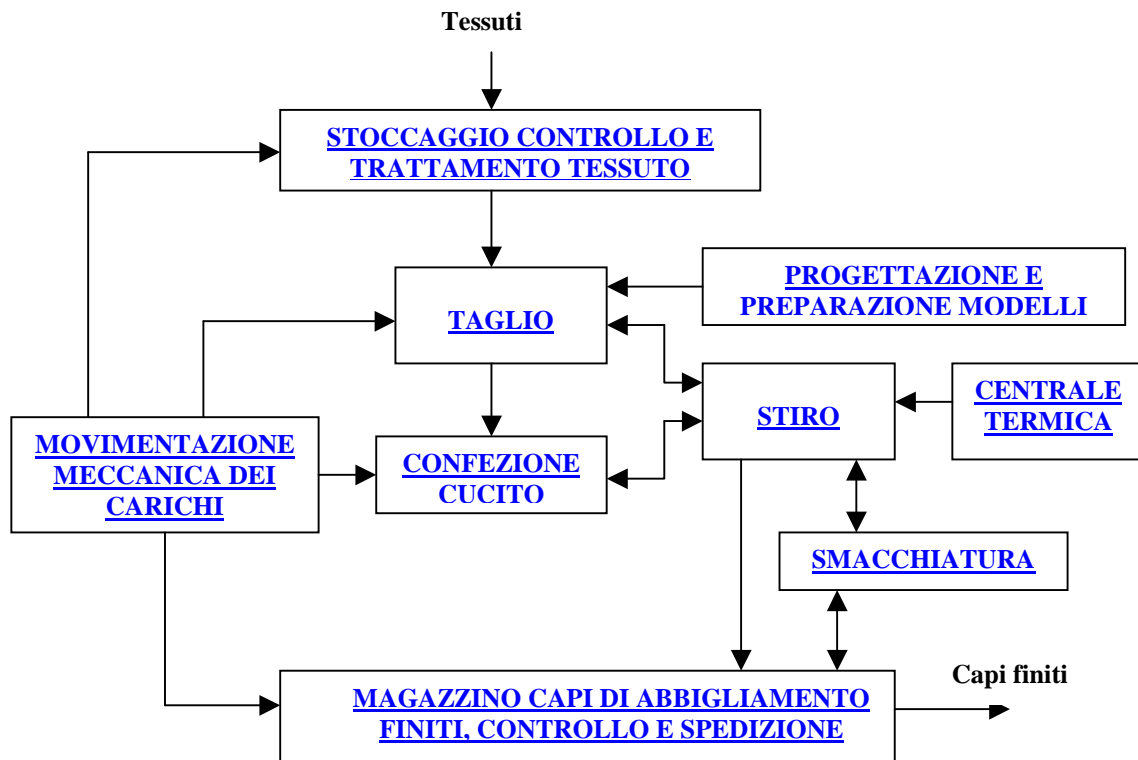 Tessuti
STOCCAGGIO CONTROLLO E
TRATTAMENTO TESSUTO
PROGETTAZIONE E
PREPARAZIONE MODELLI
TAGLIO
STIRO
CENTRALE
TERMICA
MOVIMENTAZIONE
MECCANICA DEI
CARICHI
CONFEZIONE
CUCITO
SMACCHIATURA
Capi finiti
MAGAZZINO CAPI DI ABBIGLIAMENTO
FINITI, CONTROLLO E SPEDIZIONE